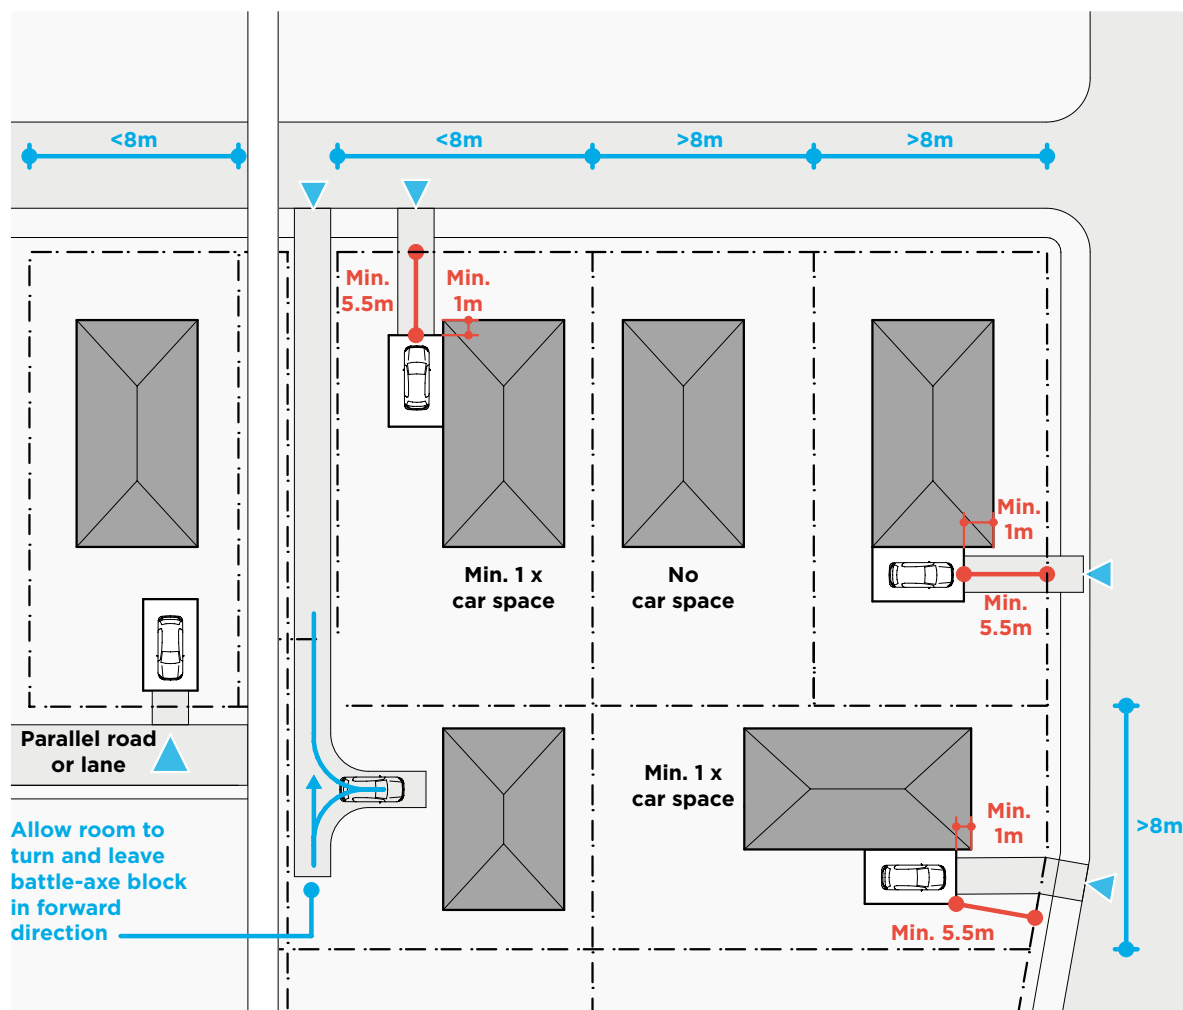 <8m
<8m
>8m
>8m
Min.
5.5m
Min.
1m
Min.
1m
Min.
5.5m
Min. 1 x
car space
No
car space
Parallel road
or lane
Min. 1 x
car space
Min.
1m
>8m
Min. 5.5m
Allow room to
turn and leave
battle-axe block
in forward
direction